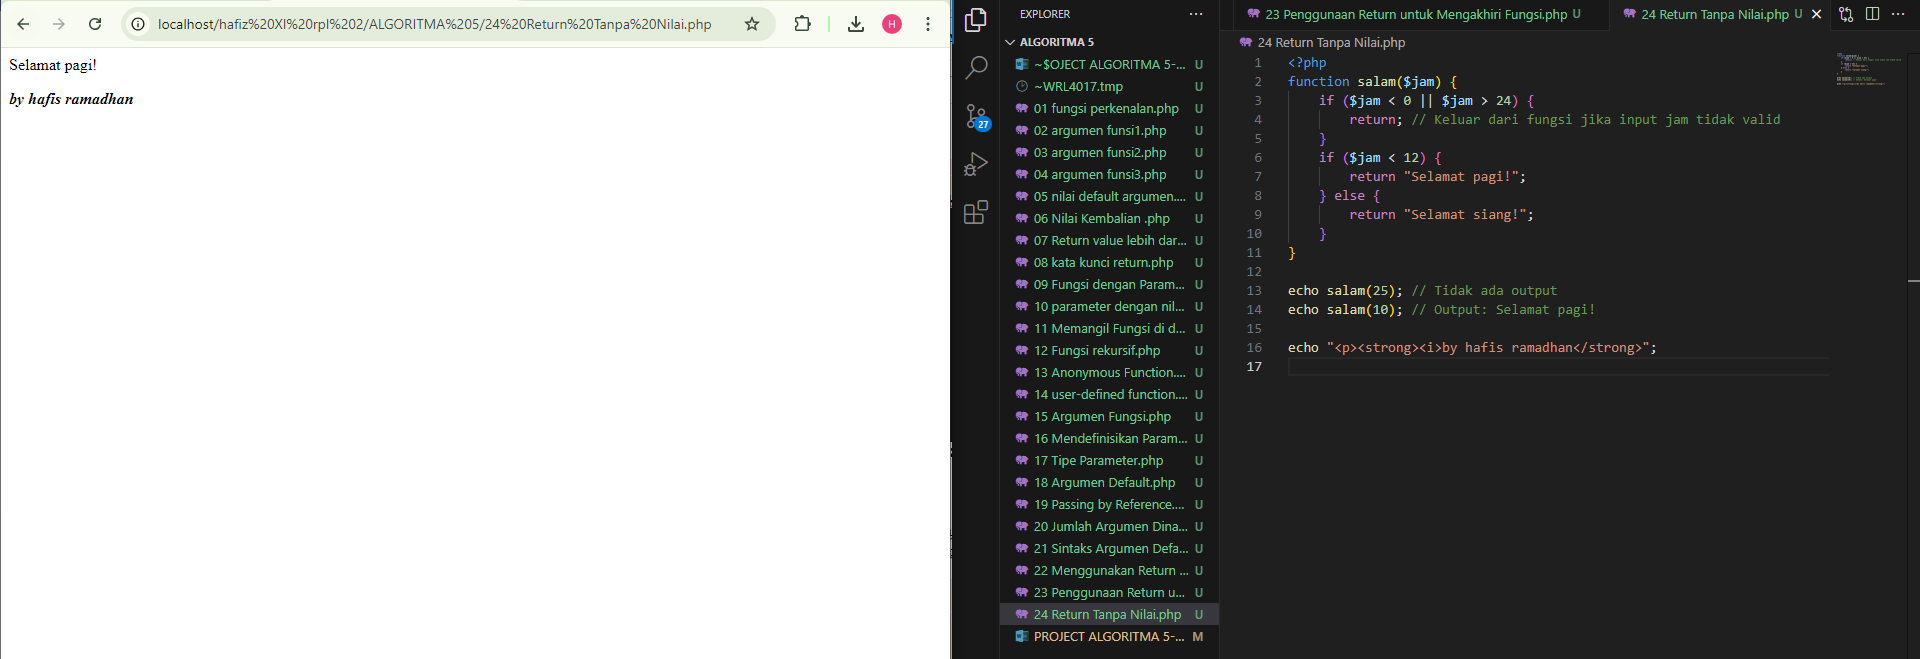 localhost/hafiz%20XI%20rpl%202/ALGORITMA%205/24%20Return%20Tanpa%20Nilai.php
H
Selamat pagi!
by hafis ramadhan
27
EXPLORER
ALGORITMA 5
~$OJECT ALGORITMA 5-... U
~WRL4017.tmp U
01 fungsi perkenalan.php U
02 argumen funsi1.php U
03 argumen funsi2.php U
04 argumen funsi3.php U
05 nilai default argumen.... U
06 Nilai Kembalian .php U
07 Return value lebih dar... U
08 kata kunci return.php U
09 Fungsi dengan Param... U
10 parameter dengan nil... U
11 Memangil Fungsi di d... U
12 Fungsi rekursif.php U
13 Anonymous Function.... U
14 user-defined function.... U
15 Argumen Fungsi.php U
16 Mendefinisikan Param... U
17 Tipe Parameter.php U
18 Argumen Default.php U
19 Passing by Reference.... U
20 Jumlah Argumen Dina... U
21 Sintaks Argumen Defa... U
22 Menggunakan Return ... U
23 Penggunaan Return u... U
24 Return Tanpa Nilai.php U
PROJECT ALGORITMA 5-... M
23 Penggunaan Return untuk Mengakhiri Fungsi.php U
24 Return Tanpa Nilai.php U
24 Return Tanpa Nilai.php
1 <?php
2 function salam($jam) {
3 if ($jam < 0 || $jam > 24) {
4 return; // Keluar dari fungsi jika input jam tidak valid
5 }
6 if ($jam < 12) {
7 return "Selamat pagi!";
8 } else {
9 return "Selamat siang!";
10 }
11 }
12
13 echo salam(25); // Tidak ada output
14 echo salam(10); // Output: Selamat pagi!
15
16 echo "<p><strong><i>by hafis ramadhan</strong>";
17